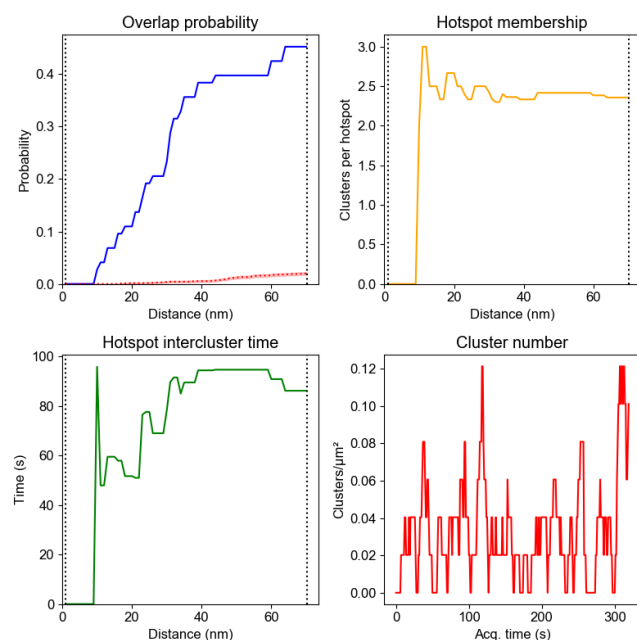 Overlap probability
Probability
0.4
0.3
0.2
0.1
0.0
0 20 40 60
Distance (nm)
Hotspot membership
Clusters per hotspot
3.0
2.5
2.0
1.5
1.0
0.5
0.0
0 20 40 60
Distance (nm)
Hotspot intercluster time
Time (s)
100
80
60
40
20
0
0 20 40 60
Distance (nm)
Cluster number
Clusters/µm²
0.12
0.10
0.08
0.06
0.04
0.02
0.00
0 100 200 300
Acq. time (s)